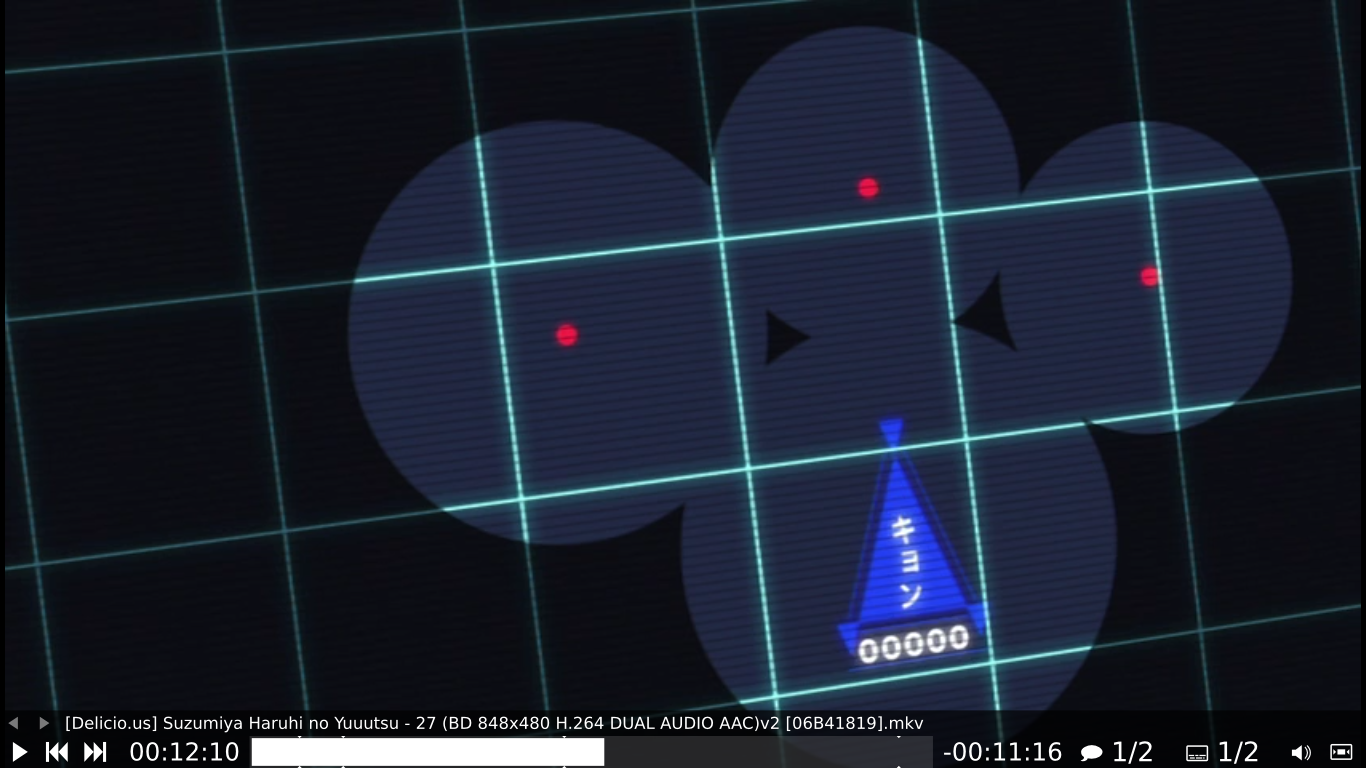 キョン
00000
[Delicio.us] Suzumiya Haruhi no Yuuutsu - 27 (BD 848x480 H.264 DUAL AUDIO AAC)v2 [06B41819].mkv
00:12:10 -00:11:16 1/2 1/2